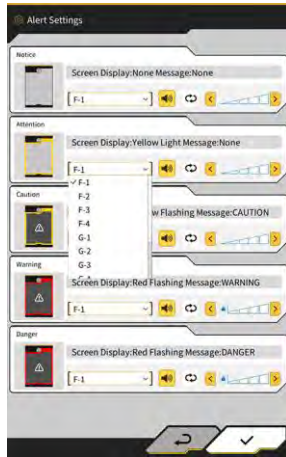 Alert Settings
Notice
Screen Display:None Message:None
F-1
Attention
Screen Display:Yellow Light Message:None
F-1
✓F-1
F-2
F-3
F-4
G-1
G-2
G-3
Caution
w Flashing Message:CAUTION
Warning
Screen Display:Red Flashing Message:WARNING
F-1
Danger
Screen Display:Red Flashing Message:DANGER
F-1